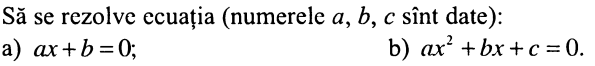 Să se rezolve ecuația (numerele a, b, c sînt date):
a) ax + b = 0; b) ax² + bx + c = 0.